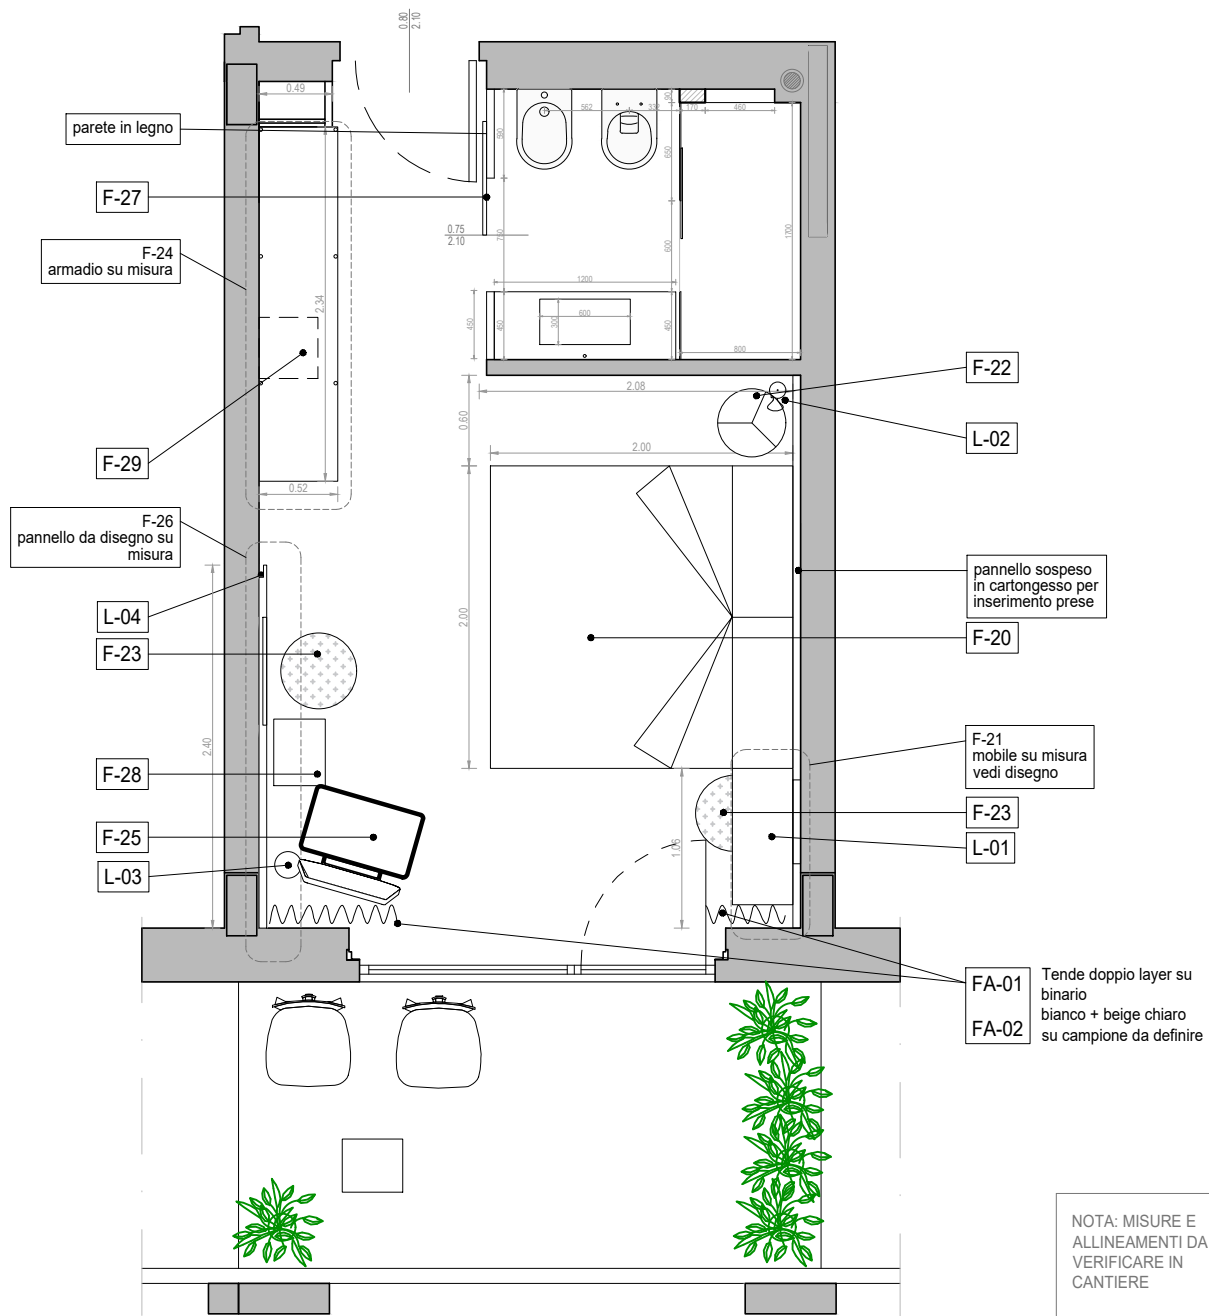 0.80
2.10
0.49
parete in legno
F-27
F-24
armadio su misura
2.34
F-29
0.52
F-26
pannello da disegno su
misura
L-04
F-23
2.40
F-28
F-25
L-03
0.75
2.10
562
332
90
170
460
590
650
750
600
1700
1200
600
300
450
450
450
800
2.08
0.60
2.00
2.00
1.06
F-22
L-02
pannello sospeso
in cartongesso per
inserimento prese
F-20
F-21
mobile su misura
vedi disegno
F-23
L-01
FA-01
FA-02
Tende doppio layer su
binario
bianco + beige chiaro
su campione da definire
NOTA: MISURE E
ALLINEAMENTI DA
VERIFICARE IN
CANTIERE